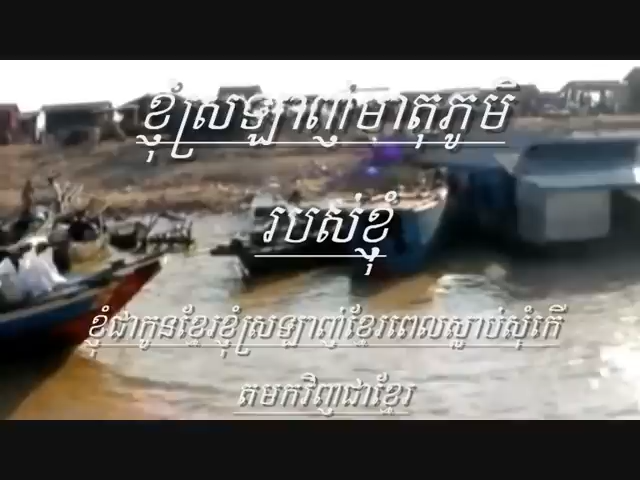 ខ្ញុំស្រឡាញ់មាតុភូមិ
របស់ខ្ញុំ
ខ្ញុំជាកូនខ្មែរខ្ញុំស្រឡាញ់ខ្មែរពេលស្លាប់សុំកើ
តមកវិញជាខ្មែរ